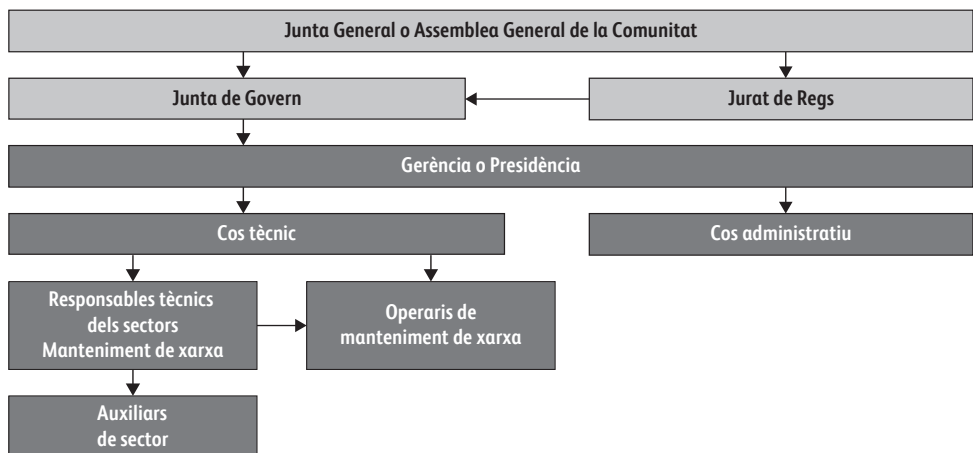 Junta General o Assemblea General de la Comunitat
Junta de Govern
Jurat de Regs
Gerència o Presidència
Cos tècnic
Cos administratiu
Responsables tècnics
dels sectors
Manteniment de xarxa
Operaris de
manteniment de xarxa
Auxiliars
de sector